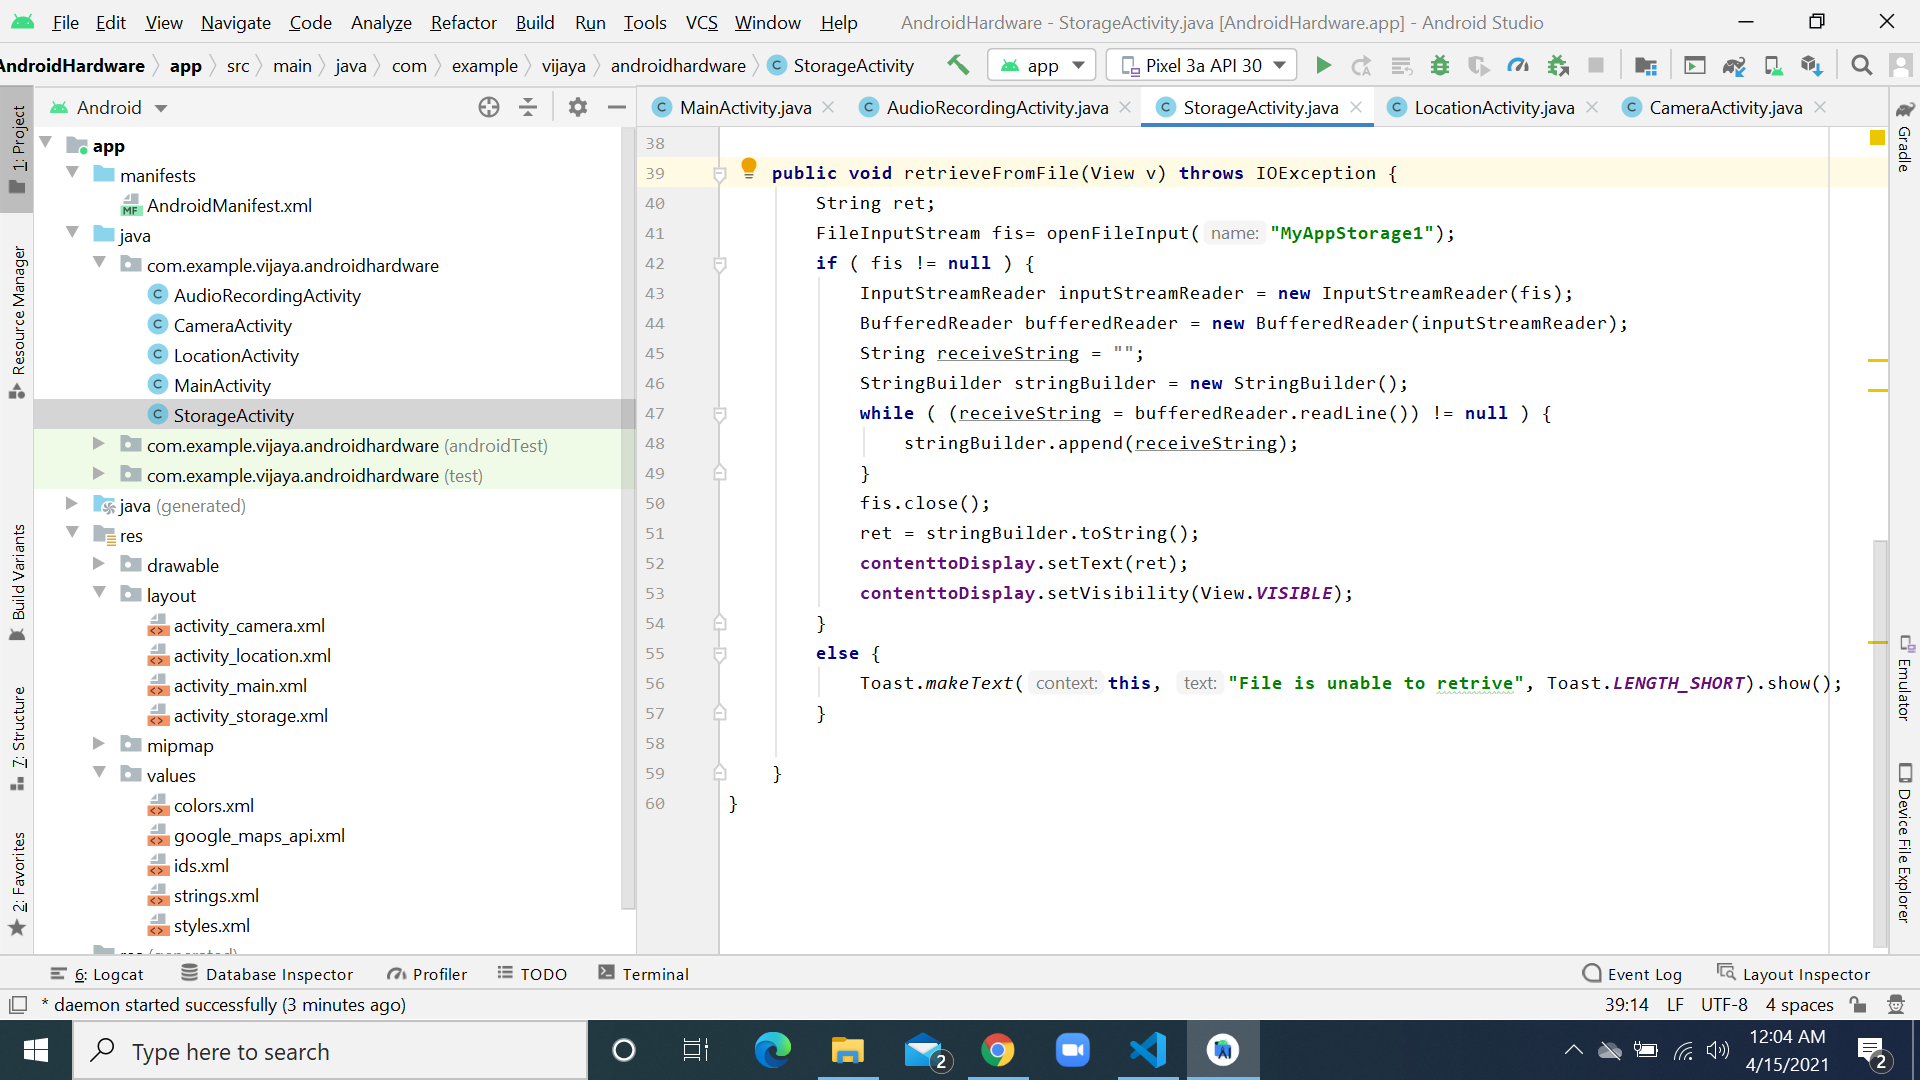 File Edit View Navigate Code Analyze Refactor Build Run Tools VCS Window Help AndroidHardware - StorageActivity.java [AndroidHardware.app] - Android Studio
AndroidHardware app src main java com example vijaya androidhardware C StorageActivity app Pixel 3a API 30
Android
MainActivity.java AudioRecordingActivity.java StorageActivity.java LocationActivity.java CameraActivity.java
1: Project
Resource Manager
Build Variants
7: Structure
2: Favorites
app
manifests
AndroidManifest.xml
java
com.example.vijaya.androidhardware
AudioRecordingActivity
CameraActivity
LocationActivity
MainActivity
StorageActivity
com.example.vijaya.androidhardware (androidTest)
com.example.vijaya.androidhardware (test)
java (generated)
res
drawable
layout
activity_camera.xml
activity_location.xml
activity_main.xml
activity_storage.xml
mipmap
values
colors.xml
google_maps_api.xml
ids.xml
strings.xml
styles.xml
38
39 public void retrieveFromFile(View v) throws IOException {
40 String ret;
41 FileInputStream fis= openFileInput( name: "MyAppStorage1");
42 if ( fis != null ) {
43 InputStreamReader inputStreamReader = new InputStreamReader(fis);
44 BufferedReader bufferedReader = new BufferedReader(inputStreamReader);
45 String receiveString = "";
46 StringBuilder stringBuilder = new StringBuilder();
47 while ( (receiveString = bufferedReader.readLine()) != null ) {
48 stringBuilder.append(receiveString);
49 }
50 fis.close();
51 ret = stringBuilder.toString();
52 contenttoDisplay.setText(ret);
53 contenttoDisplay.setVisibility(View.VISIBLE);
54 }
55 else {
56 Toast.makeText( context: this, text: "File is unable to retrive", Toast.LENGTH_SHORT).show();
57 }
58
59 }
60 }
Gradle
Emulator
Device File Explorer
6: Logcat Database Inspector Profiler TODO Terminal Event Log Layout Inspector
* daemon started successfully (3 minutes ago) 39:14 LF UTF-8 4 spaces
Type here to search 2 12:04 AM 2
4/15/2021